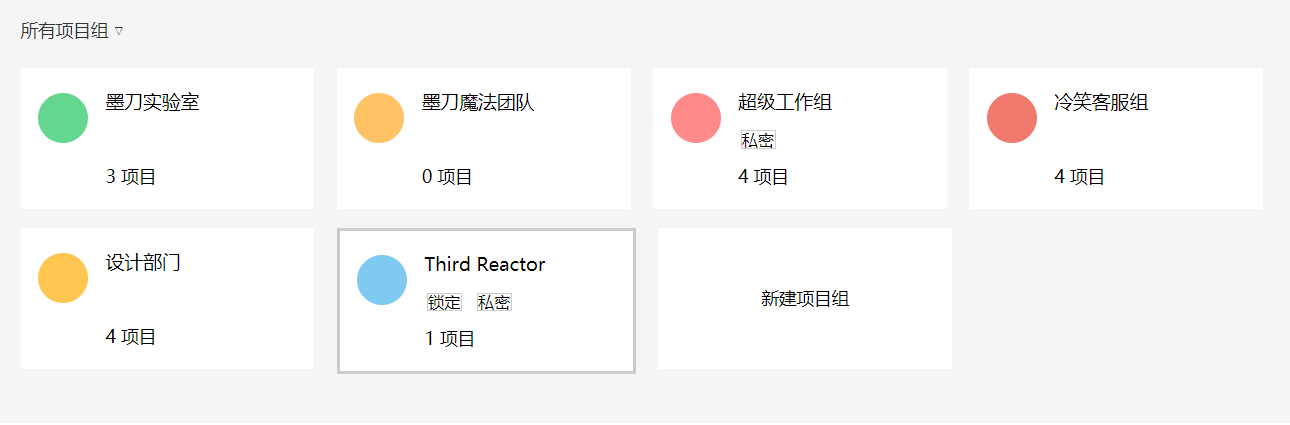 所有项目组 ▽
墨刀实验室
3 项目
墨刀魔法团队
0 项目
超级工作组
私密
4 项目
冷笑客服组
4 项目
设计部门
4 项目
Third Reactor
锁定 私密
1 项目
新建项目组